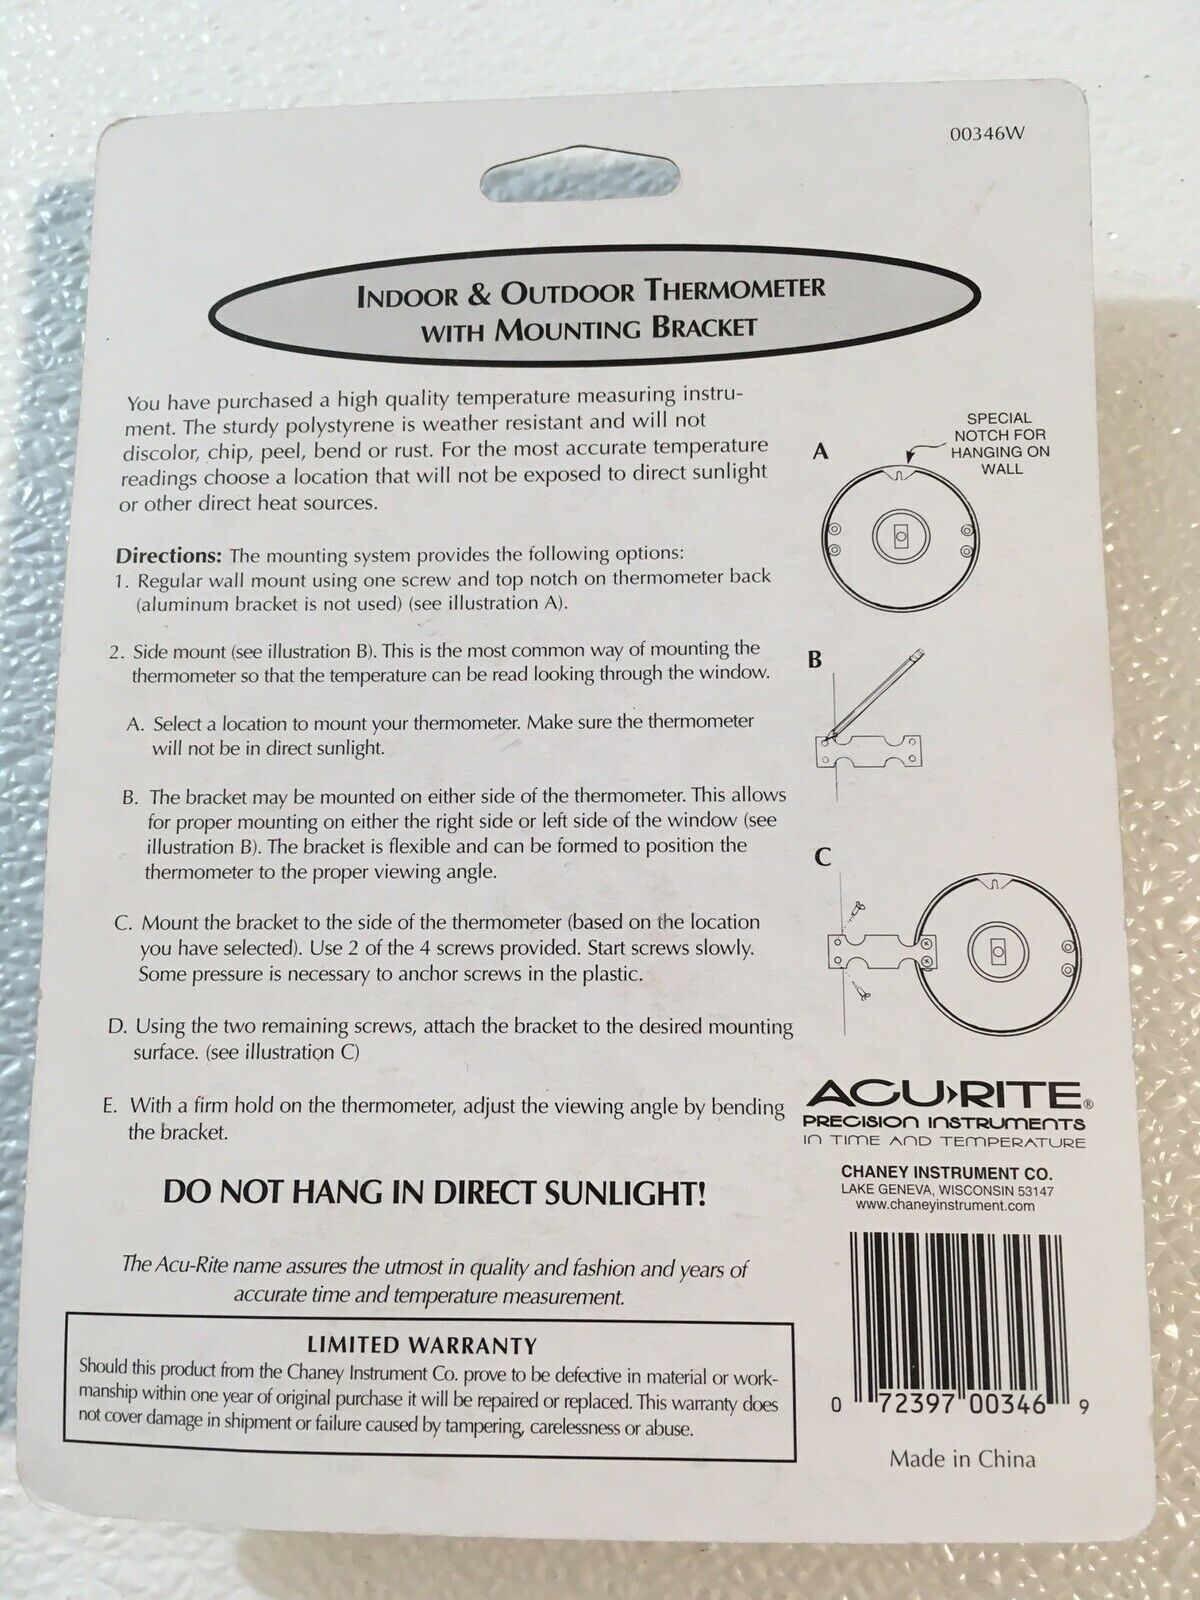 00346W
INDOOR & OUTDOOR THERMOMETER
WITH MOUNTING BRACKET
You have purchased a high quality temperature measuring instru-
ment. The sturdy polystyrene is weather resistant and will not
discolor, chip, peel, bend or rust. For the most accurate temperature
readings choose a location that will not be exposed to direct sunlight
or other direct heat sources.
Directions: The mounting system provides the following options:
1. Regular wall mount using one screw and top notch on thermometer back
(aluminum bracket is not used) (see illustration A).
2. Side mount (see illustration B). This is the most common way of mounting the
thermometer so that the temperature can be read looking through the window.
A. Select a location to mount your thermometer. Make sure the thermometer
will not be in direct sunlight.
B. The bracket may be mounted on either side of the thermometer. This allows
for proper mounting on either the right side or left side of the window (see
illustration B). The bracket is flexible and can be formed to position the
thermometer to the proper viewing angle.
C. Mount the bracket to the side of the thermometer (based on the location
you have selected). Use 2 of the 4 screws provided. Start screws slowly.
Some pressure is necessary to anchor screws in the plastic.
D. Using the two remaining screws, attach the bracket to the desired mounting
surface. (see illustration C)
E. With a firm hold on the thermometer, adjust the viewing angle by bending
the bracket.
DO NOT HANG IN DIRECT SUNLIGHT!
The Acu-Rite name assures the utmost in quality and fashion and years of
accurate time and temperature measurement.
LIMITED WARRANTY
Should this product from the Chaney Instrument Co. prove to be defective in material or work-
manship within one year of original purchase it will be repaired or replaced. This warranty does
not cover damage in shipment or failure caused by tampering, carelessness or abuse.
A
SPECIAL
NOTCH FOR
HANGING ON
WALL
B
C
ACU›RITE®
PRECISION INSTRUMENTS
IN TIME AND TEMPERATURE
CHANEY INSTRUMENT CO.
LAKE GENEVA, WISCONSIN 53147
www.chaneyinstrument.com
0 72397 00346 9
Made in China